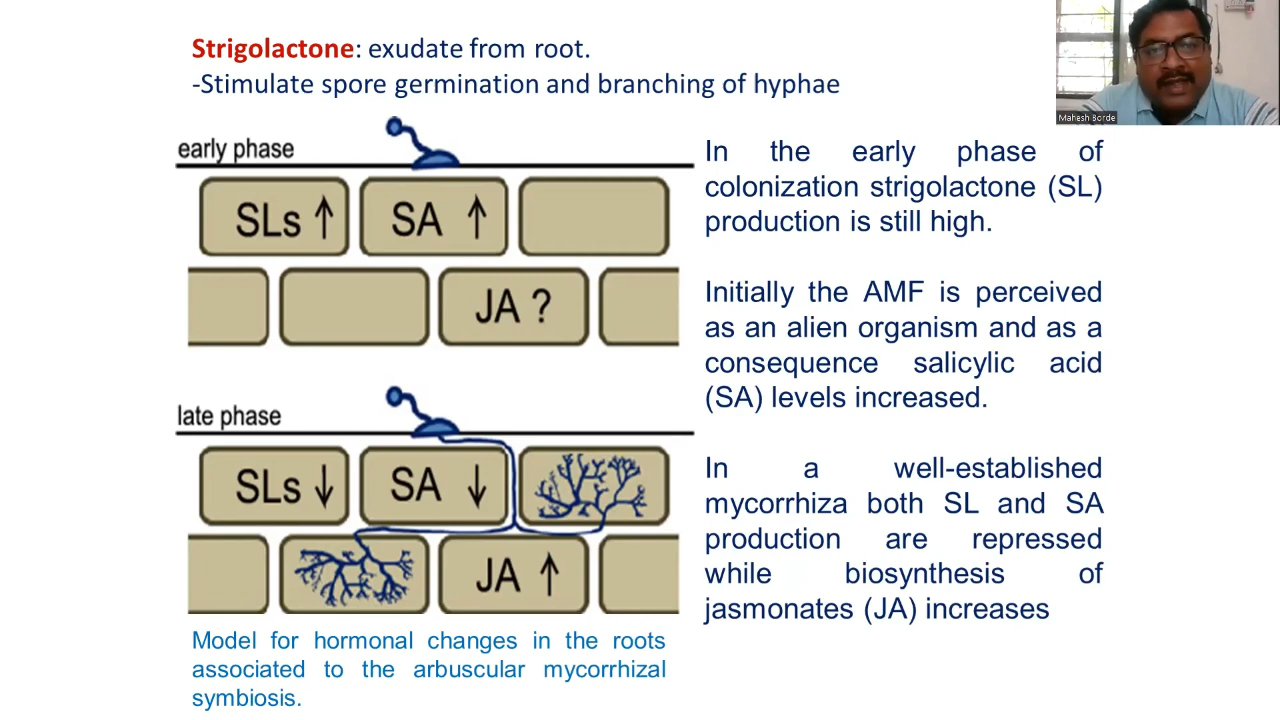 Strigolactone: exudate from root.
-Stimulate spore germination and branching of hyphae
Mahesh Borde
early phase
SLs ↑
SA ↑
JA ?
late phase
SLs ↓
SA ↓
JA ↑
Model for hormonal changes in the roots
associated to the arbuscular mycorrhizal
symbiosis.
In the early phase of
colonization strigolactone (SL)
production is still high.
Initially the AMF is perceived
as an alien organism and as a
consequence salicylic acid
(SA) levels increased.
In a well-established
mycorrhiza both SL and SA
production are repressed
while biosynthesis of
jasmonates (JA) increases